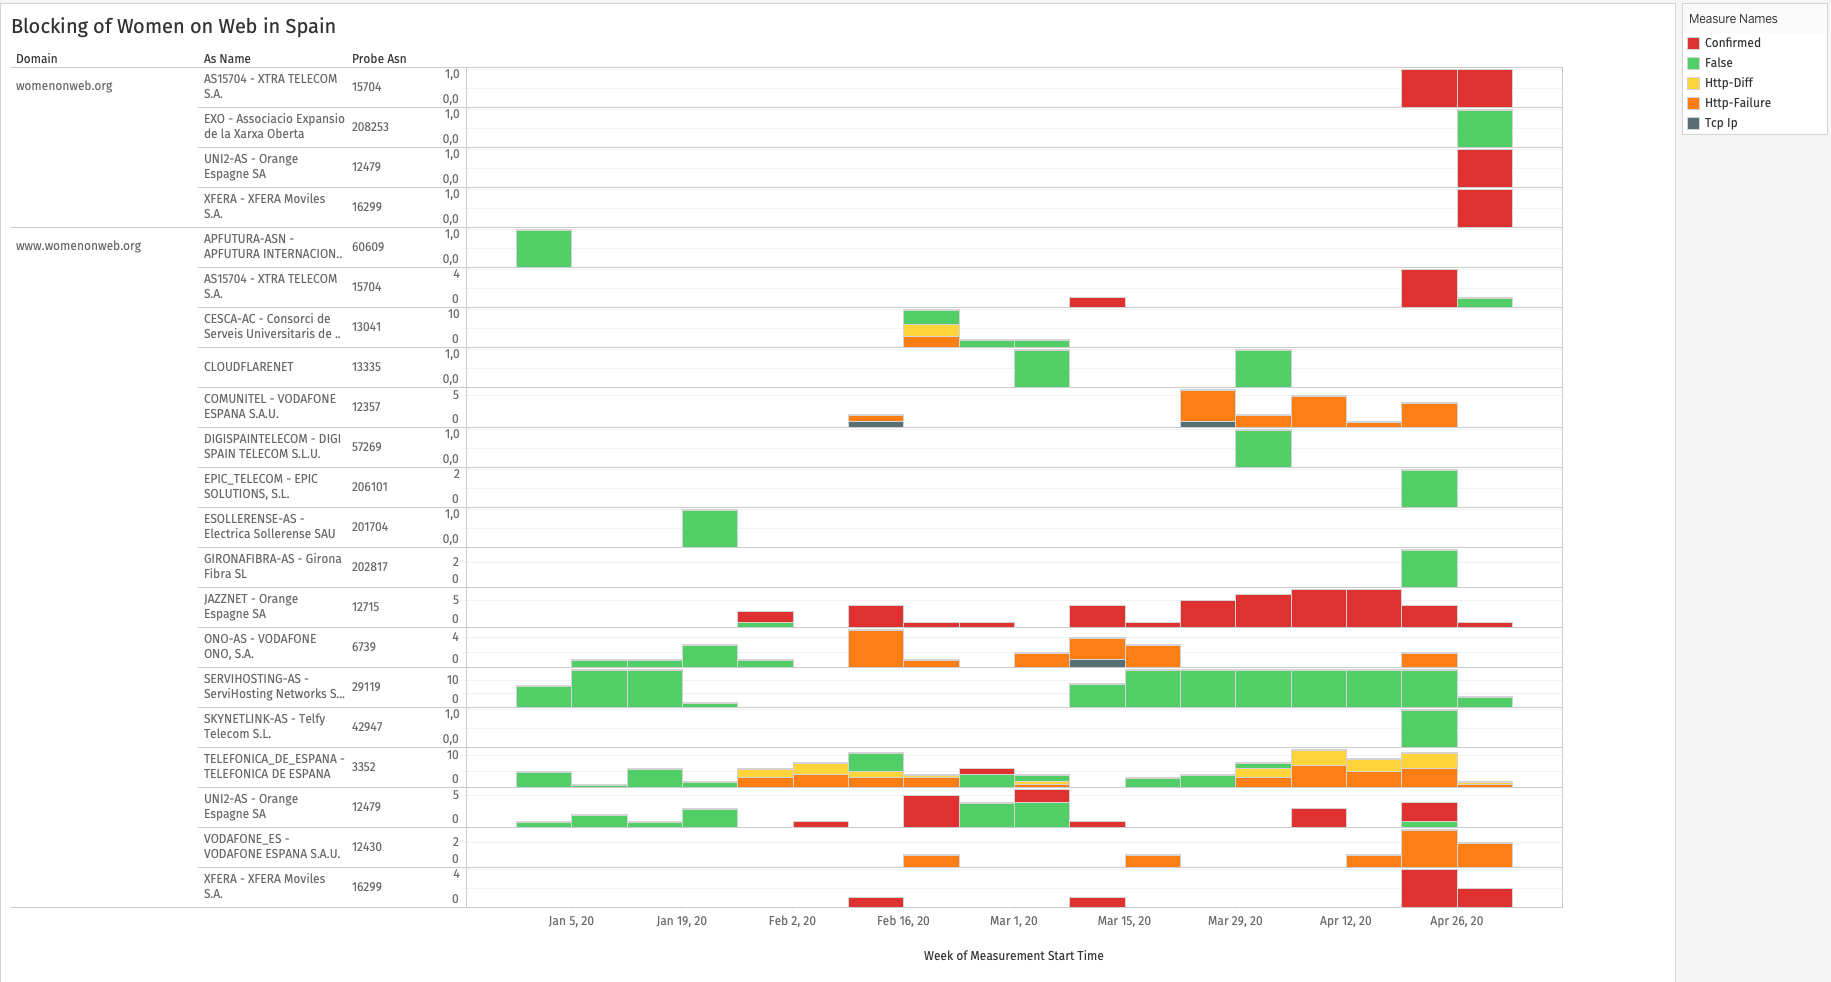 Blocking of Women on Web in Spain
Domain As Name Probe Asn
womenonweb.org
AS15704 - XTRA TELECOM
S.A.
15704
1,0
0,0
EXO - Associacio Expansio
de la Xarxa Oberta
208253
1,0
0,0
UNI2-AS - Orange
Espagne SA
12479
1,0
0,0
XFERA - XFERA Moviles
S.A.
16299
1,0
0,0
www.womenonweb.org
APFUTURA-ASN -
APFUTURA INTERNACION..
60609
1,0
0,0
AS15704 - XTRA TELECOM
S.A.
15704
4
0
CESCA-AC - Consorci de
Serveis Universitaris de ..
13041
10
0
CLOUDFLARENET
13335
1,0
0,0
COMUNITEL - VODAFONE
ESPANA S.A.U.
12357
5
0
DIGISPAINTELECOM - DIGI
SPAIN TELECOM S.L.U.
57269
1,0
0,0
EPIC_TELECOM - EPIC
SOLUTIONS, S.L.
206101
2
0
ESOLLERENSE-AS -
Electrica Sollerense SAU
201704
1,0
0,0
GIRONAFIBRA-AS - Girona
Fibra SL
202817
2
0
JAZZNET - Orange
Espagne SA
12715
5
0
ONO-AS - VODAFONE
ONO, S.A.
6739
4
0
SERVIHOSTING-AS -
ServiHosting Networks S...
29119
10
0
SKYNETLINK-AS - Telfy
Telecom S.L.
42947
1,0
0,0
TELEFONICA_DE_ESPANA -
TELEFONICA DE ESPANA
3352
10
0
UNI2-AS - Orange
Espagne SA
12479
5
0
VODAFONE_ES -
VODAFONE ESPANA S.A.U.
12430
2
0
XFERA - XFERA Moviles
S.A.
16299
4
0
Jan 5, 20 Jan 19, 20 Feb 2, 20 Feb 16, 20 Mar 1, 20 Mar 15, 20 Mar 29, 20 Apr 12, 20 Apr 26, 20
Week of Measurement Start Time
Measure Names
Confirmed
False
Http-Diff
Http-Failure
Tcp Ip